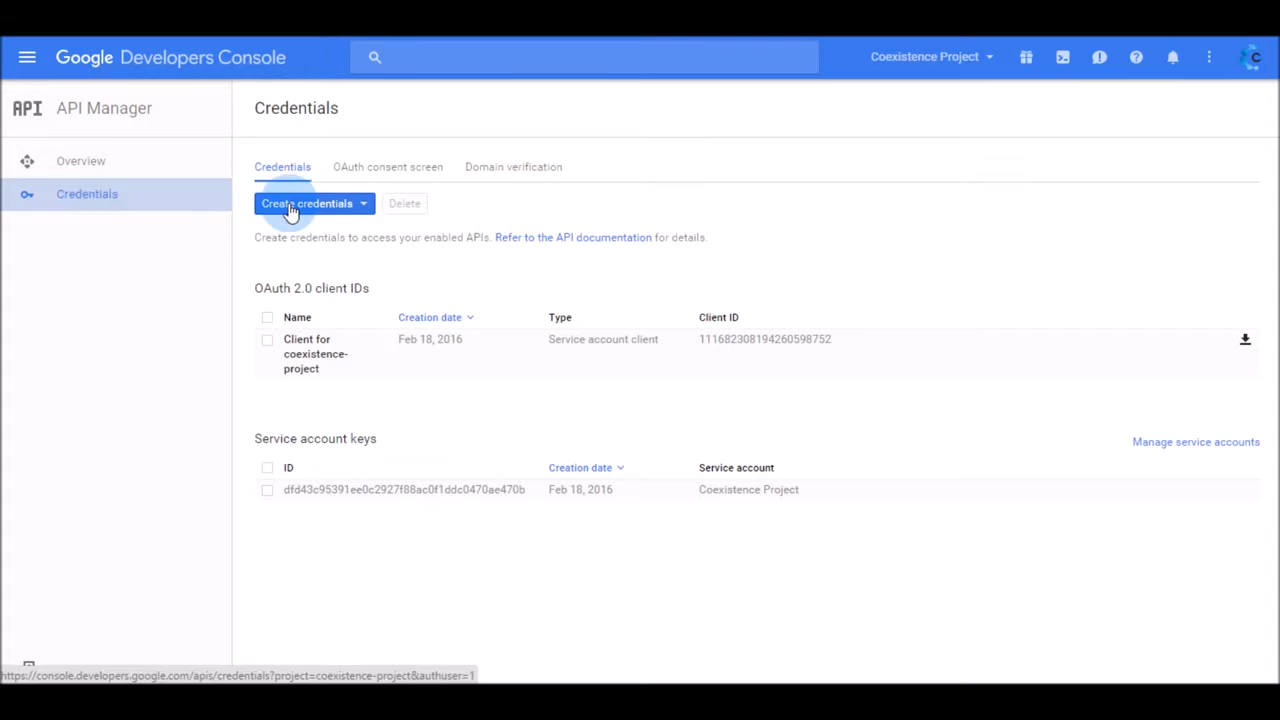 Google Developers Console
Coexistence Project
API API Manager
Credentials
Overview
Credentials
Credentials OAuth consent screen Domain verification
Create credentials Delete
Create credentials to access your enabled APIs. Refer to the API documentation for details.
OAuth 2.0 client IDs
Name Creation date Type Client ID
Client for Feb 18, 2016 Service account client 111682308194260598752
coexistence-
project
Service account keys
Manage service accounts
ID Creation date Service account
dfd43c95391ee0c2927f88ac0f1ddc0470ae470b Feb 18, 2016 Coexistence Project
https://console.developers.google.com/apis/credentials?project=coexistence-project&authuser=1